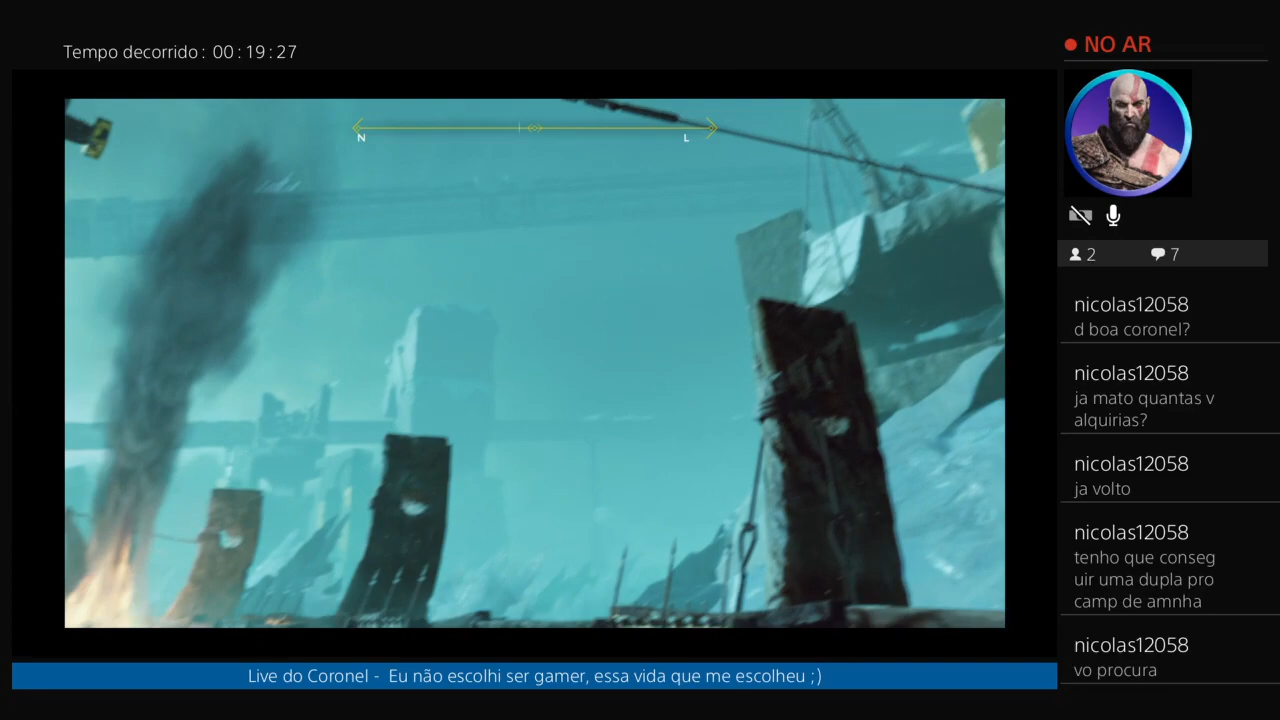 Tempo decorrido: 00:19:27
NO AR
N
L
2
7
nicolas12058
d boa coronel?
nicolas12058
ja mato quantas v
alquirias?
nicolas12058
ja volto
nicolas12058
tenho que conseg
uir uma dupla pro
camp de amnha
nicolas12058
vo procura
Live do Coronel - Eu não escolhi ser gamer, essa vida que me escolheu ;)